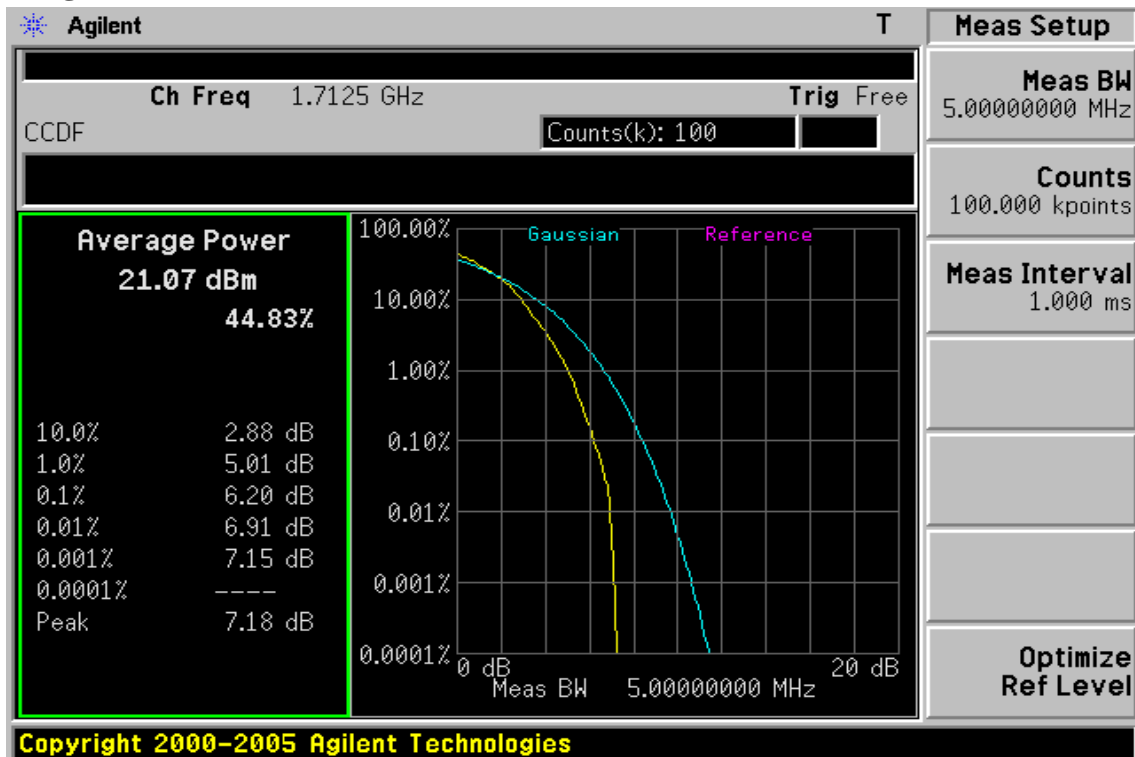 Agilent T
Meas Setup
Ch Freq 1.7125 GHz Trig Free
CCDF Counts(k): 100
Average Power
21.07 dBm
44.83%
10.0% 2.88 dB
1.0% 5.01 dB
0.1% 6.20 dB
0.01% 6.91 dB
0.001% 7.15 dB
0.0001% ----
Peak 7.18 dB
Gaussian Reference
100.00%
10.00%
1.00%
0.10%
0.01%
0.001%
0.0001%
0 dB 20 dB
Meas BW 5.00000000 MHz
Meas BW
5.00000000 MHz
Counts
100.000 kpoints
Meas Interval
1.000 ms
Optimize
Ref Level
Copyright 2000-2005 Agilent Technologies